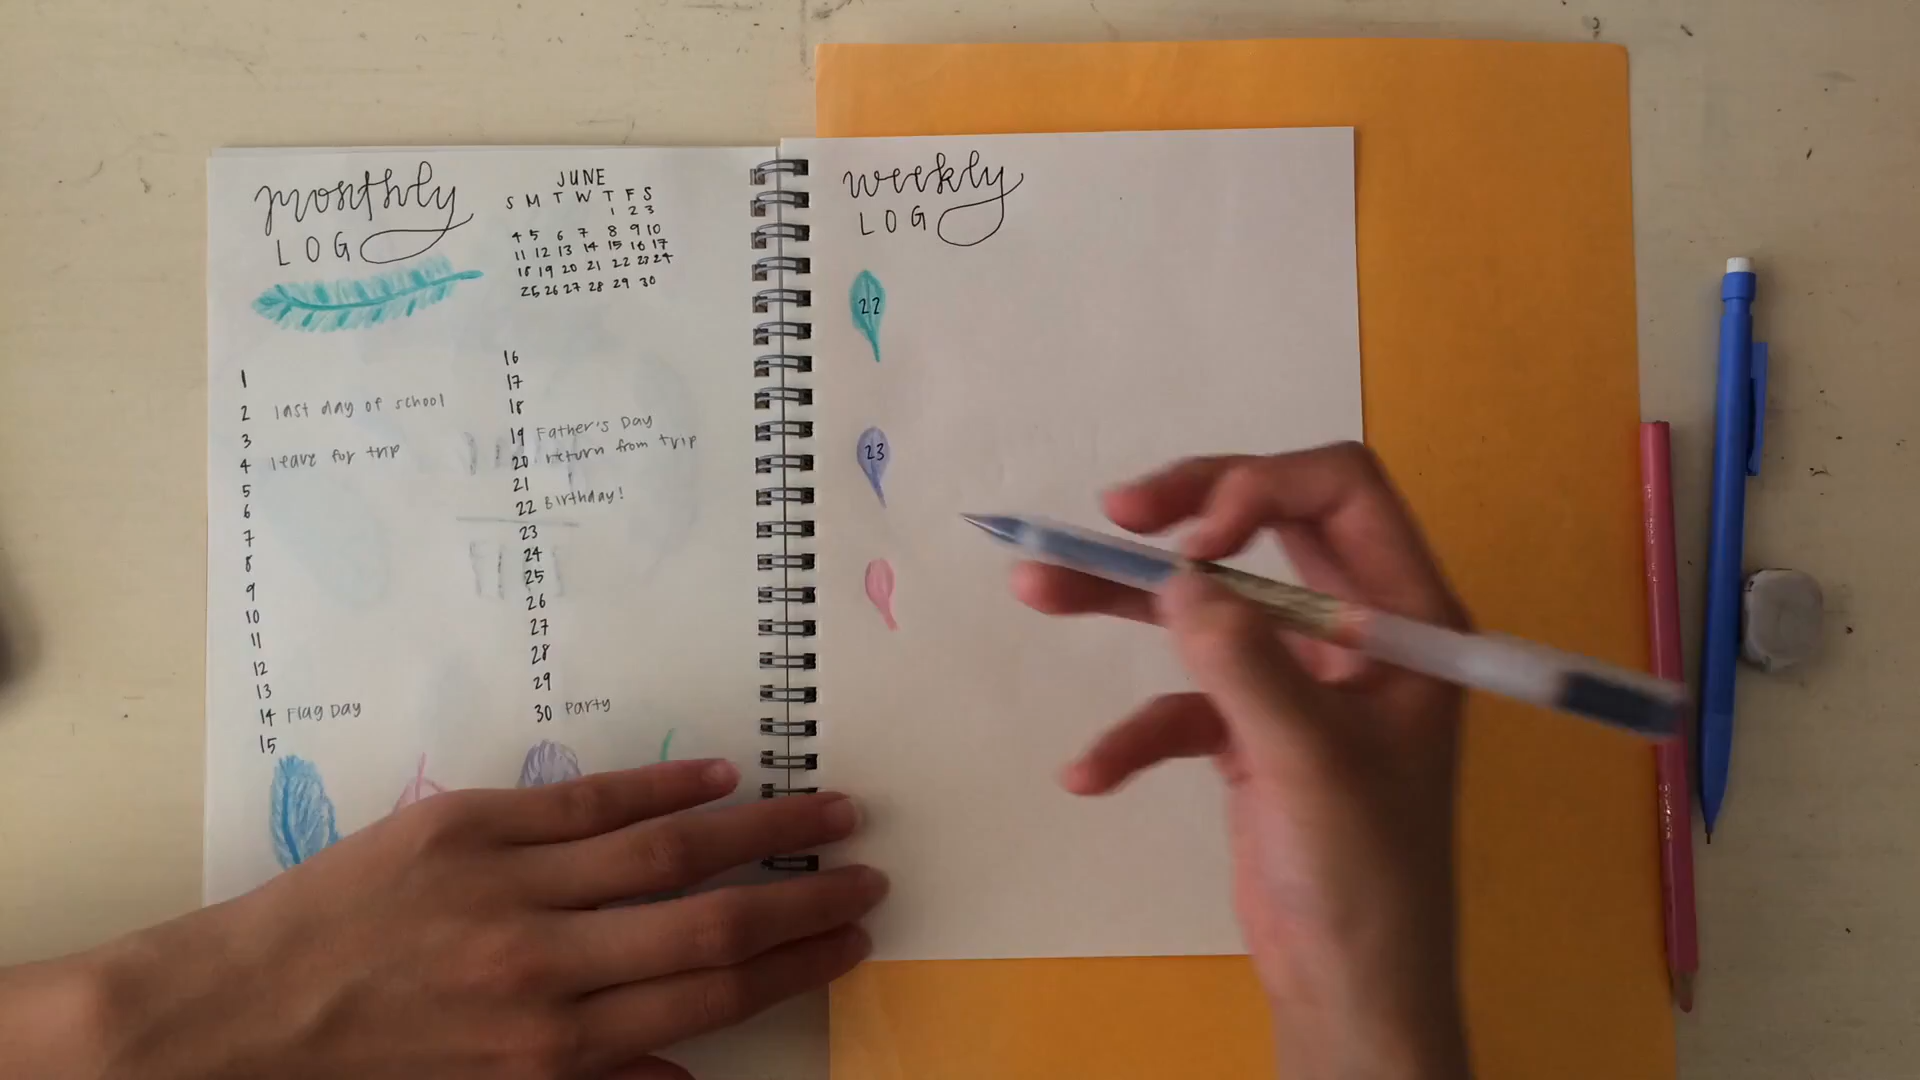 monthly
LOG
JUNE
S M T W T F S
1 2 3
4 5 6 7 8 9 10
11 12 13 14 15 16 17
18 19 20 21 22 23 24
25 26 27 28 29 30
1
2 last day of school
3
4 leave for trip
5
6
7
8
9
10
11
12
13
14 Flag Day
15
16
17
18
19 Father's Day
20 return from trip
21
22 Birthday!
23
24
25
26
27
28
29
30 Party
weekly
LOG
22
23